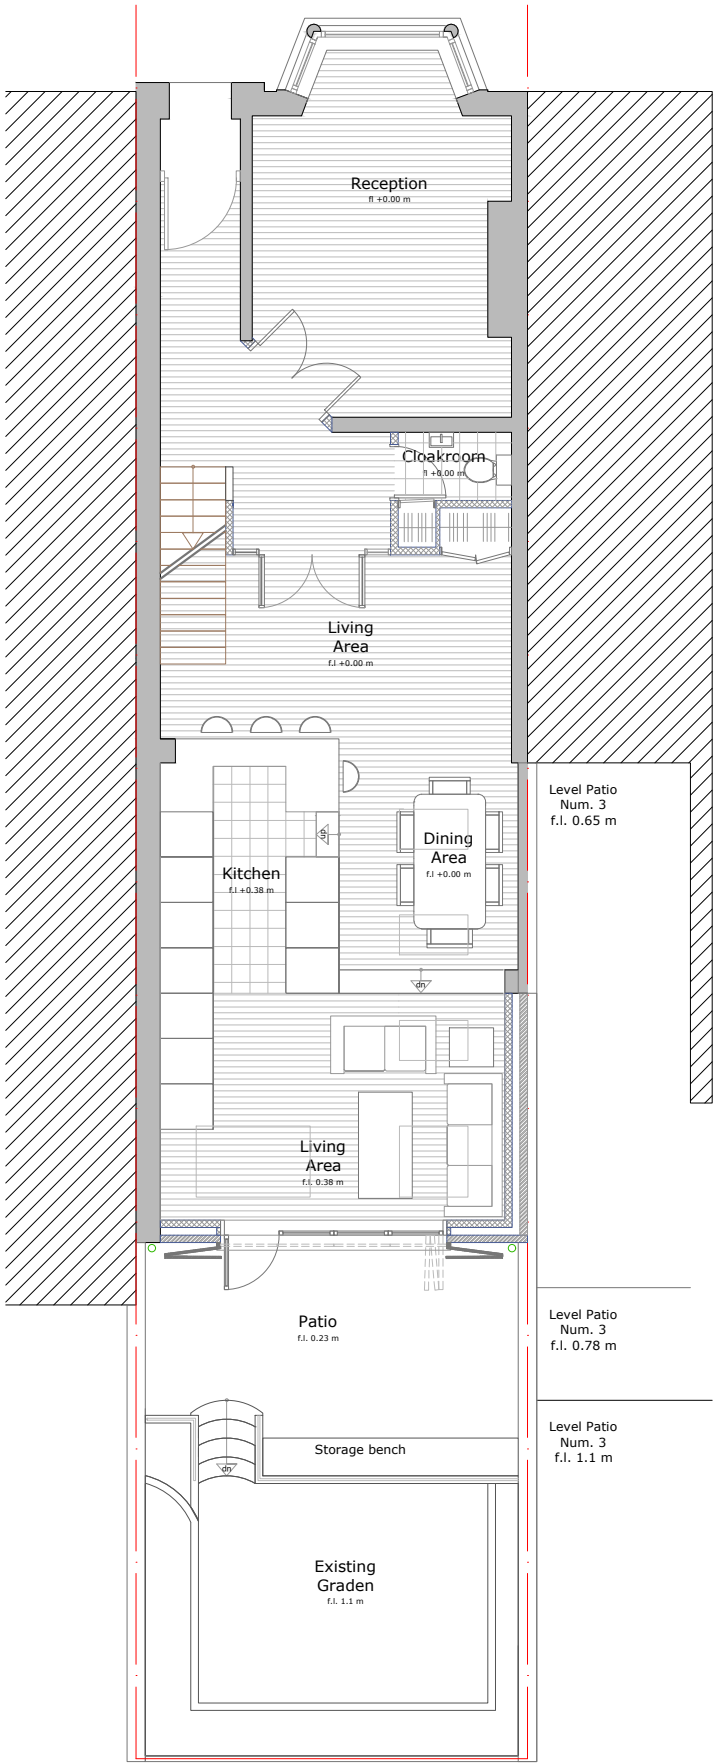 Reception
fl +0.00 m
Cloakroom
fl +0.00 m
Living
Area
f.l +0.00 m
Level Patio
Num. 3
f.l. 0.65 m
up
Dining
Area
f.l +0.00 m
Kitchen
f.l +0.38 m
dn
Living
Area
f.l. 0.38 m
Patio
f.l. 0.23 m
Level Patio
Num. 3
f.l. 0.78 m
Storage bench
Level Patio
Num. 3
f.l. 1.1 m
dn
Existing
Graden
f.l. 1.1 m